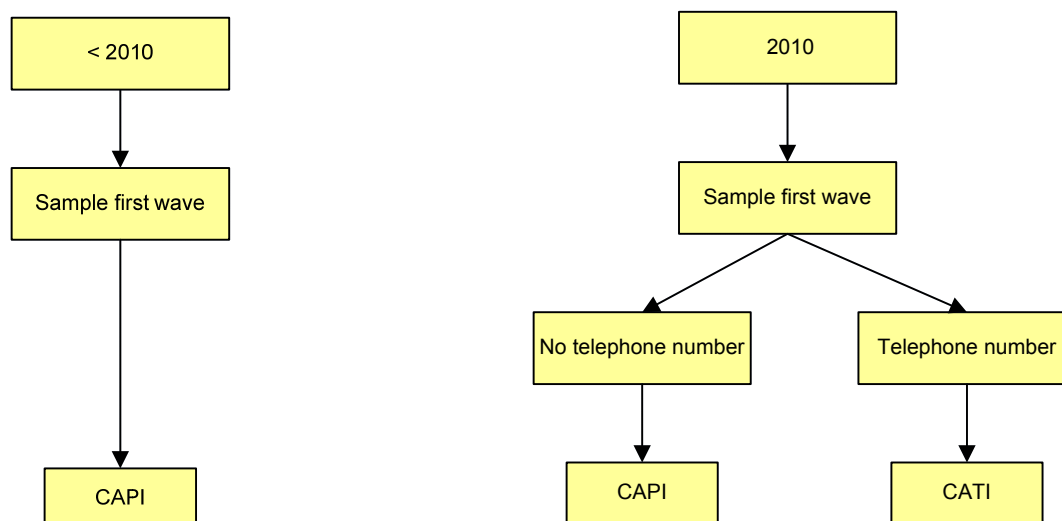 < 2010
Sample first wave
CAPI
2010
Sample first wave
No telephone number
Telephone number
CAPI
CATI